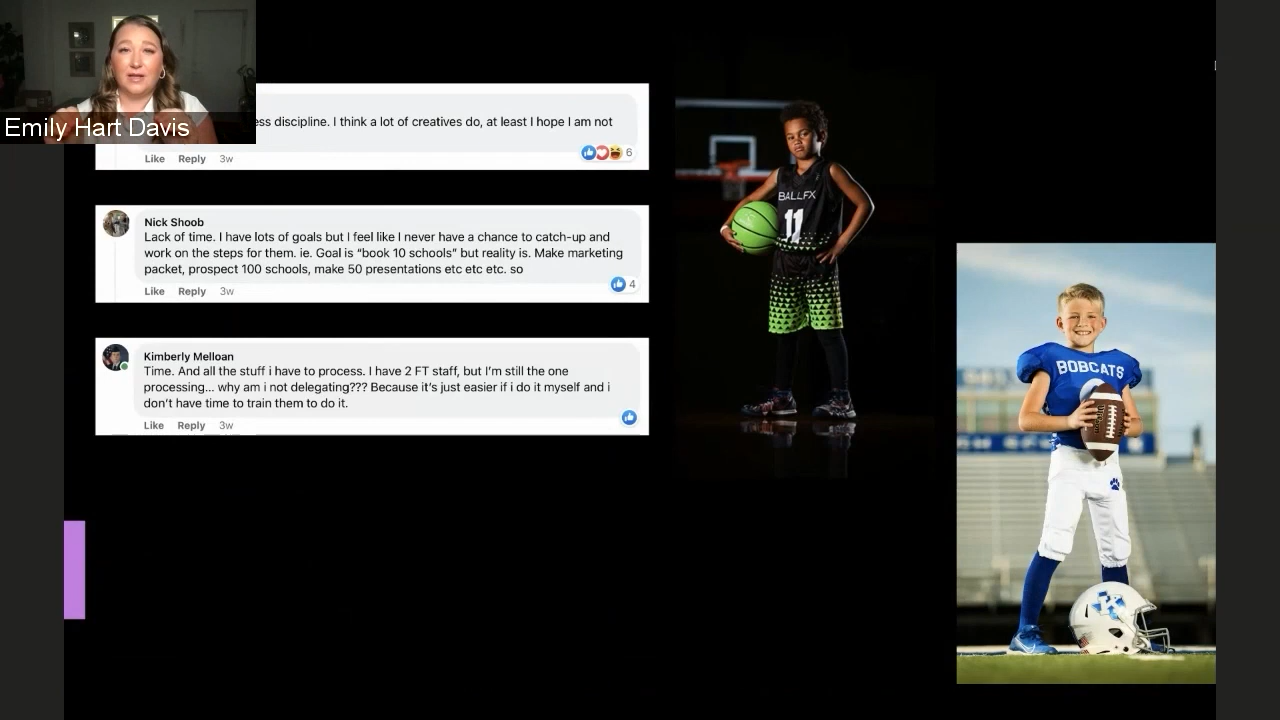 Emily Hart Davis
ess discipline. I think a lot of creatives do, at least I hope I am not
Like Reply 3w
6
Nick Shoob
Lack of time. I have lots of goals but I feel like I never have a chance to catch-up and
work on the steps for them. ie. Goal is “book 10 schools” but reality is. Make marketing
packet, prospect 100 schools, make 50 presentations etc etc etc. so
Like Reply 3w
4
Kimberly Melloan
Time. And all the stuff i have to process. I have 2 FT staff, but I’m still the one
processing... why am i not delegating??? Because it’s just easier if i do it myself and i
don’t have time to train them to do it.
Like Reply 3w
BALLFX
11
BOBCATS
K